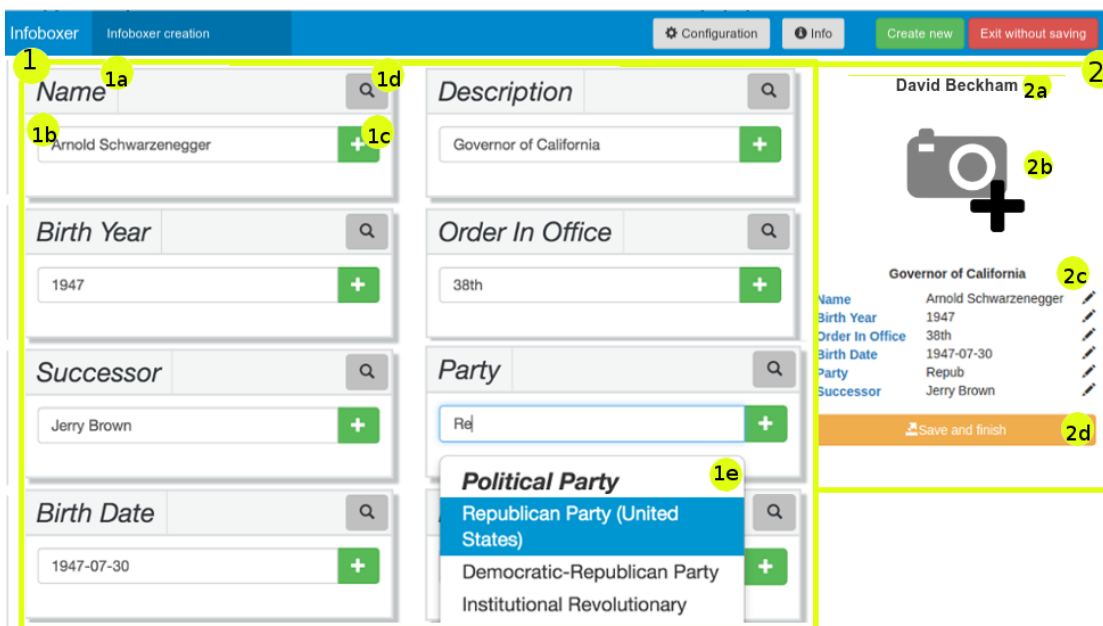 Infoboxer Infoboxer creation Configuration Info Create new Exit without saving
1 2
Name 1a 1d Description David Beckham 2a
1b Arnold Schwarzenegger 1c Governor of California 2b
Birth Year Order In Office
1947 38th
Governor of California 2c
Name Arnold Schwarzenegger
Birth Year 1947
Order In Office 38th
Birth Date 1947-07-30
Party Repub
Successor Jerry Brown
Save and finish 2d
Successor Party
Jerry Brown Re
Political Party 1e
Republican Party (United
States)
Democratic-Republican Party
Institutional Revolutionary
Birth Date
1947-07-30